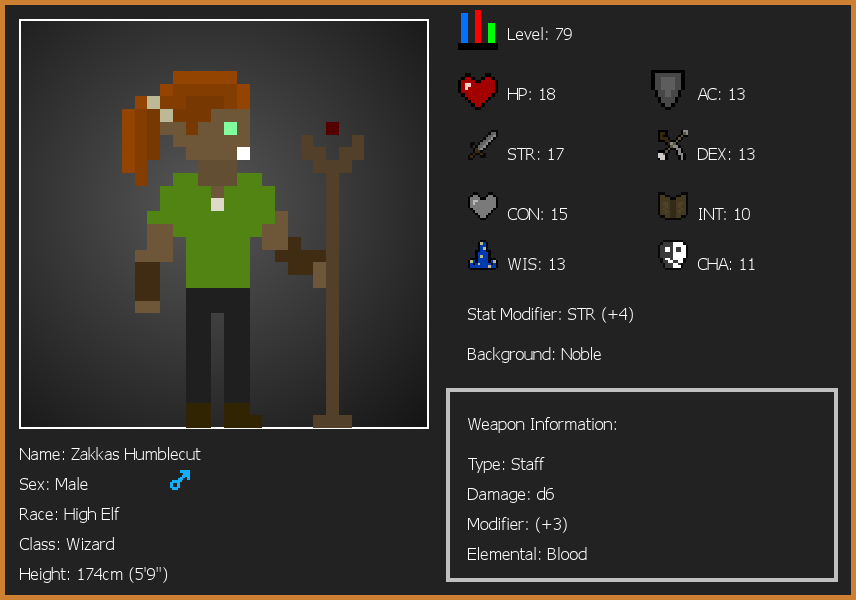 Level: 79
HP: 18
AC: 13
STR: 17
DEX: 13
CON: 15
INT: 10
WIS: 13
CHA: 11
Stat Modifier: STR (+4)
Background: Noble
Weapon Information:
Type: Staff
Damage: d6
Modifier: (+3)
Elemental: Blood
Name: Zakkas Humblecut
Sex: Male
Race: High Elf
Class: Wizard
Height: 174cm (5'9")